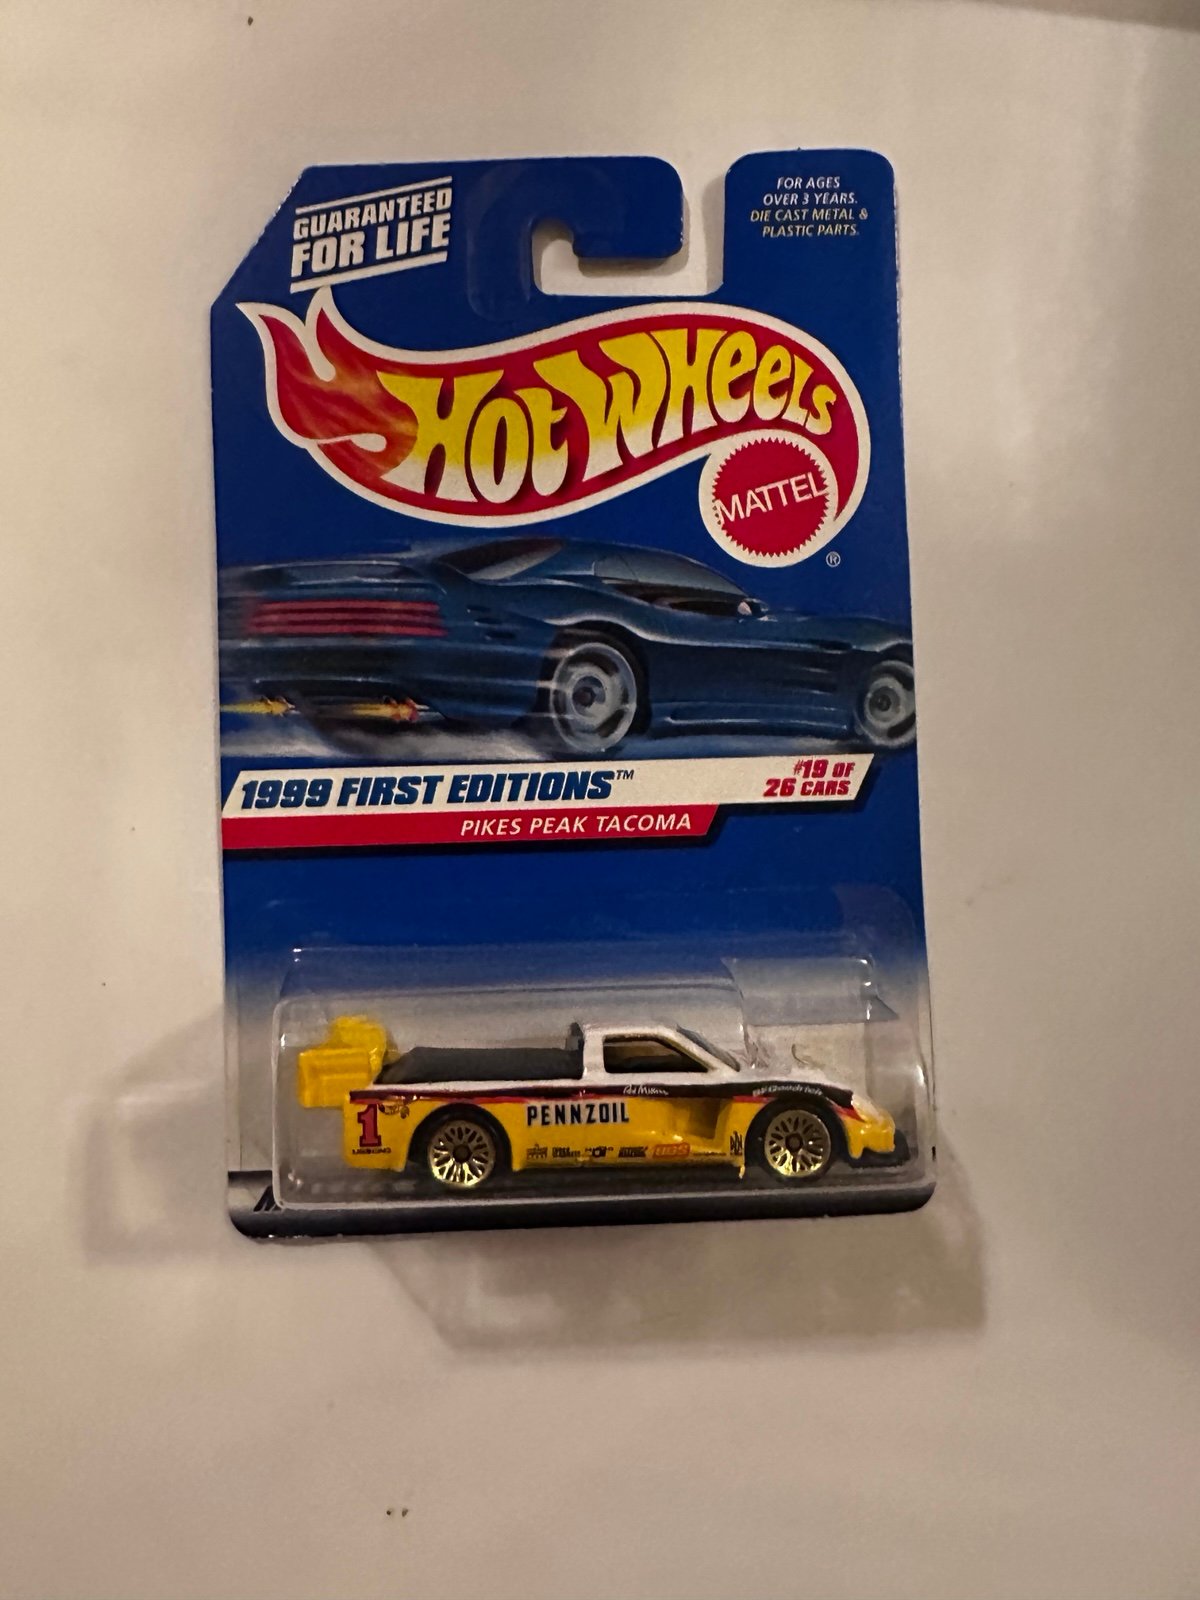 GUARANTEED
FOR LIFE
FOR AGES
OVER 3 YEARS.
DIE CAST METAL &
PLASTIC PARTS.
HOT WHEELS
MATTEL
®
1999 FIRST EDITIONS™
#19 OF
26 CARS
PIKES PEAK TACOMA
PENNZOIL
1